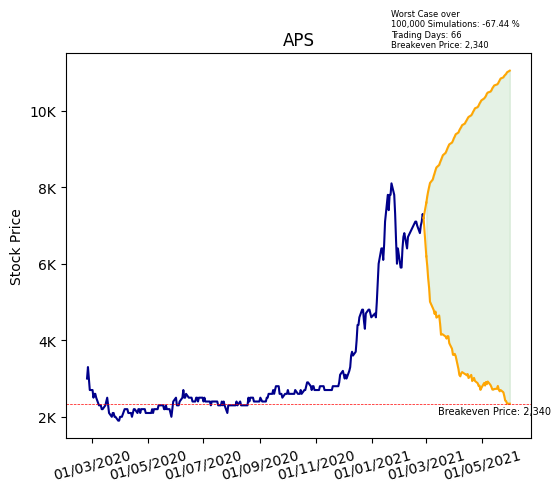 Worst Case over
100,000 Simulations: -67.44 %
Trading Days: 66
Breakeven Price: 2,340
APS
Stock Price
10K
8K
6K
4K
2K
Breakeven Price: 2,340
01/03/2020
01/05/2020
01/07/2020
01/09/2020
01/11/2020
01/01/2021
01/03/2021
01/05/2021